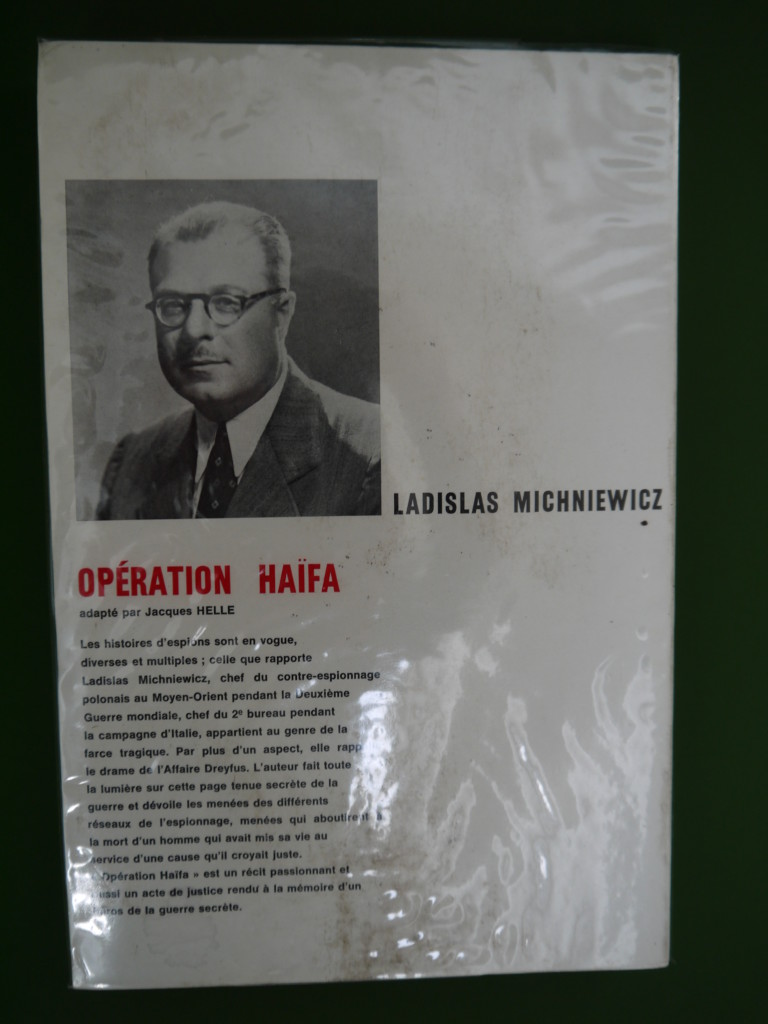 LADISLAS MICHNIEWICZ
OPÉRATION HAÏFA
adapté par Jacques HELLE
Les histoires d'espions sont en vogue,
diverses et multiples ; celle que rapporte
Ladislas Michniewicz, chef du contre-espionnage
polonais au Moyen-Orient pendant la Deuxième
Guerre mondiale, chef du 2e bureau pendant
la campagne d'Italie, appartient au genre de la
farce tragique. Par plus d'un aspect, elle rapp
le drame de l'Affaire Dreyfus. L'auteur fait toute
la lumière sur cette page tenue secrète de la
guerre et dévoile les menées des différents
réseaux de l'espionnage, menées qui aboutirent à
la mort d'un homme qui avait mis sa vie au
service d'une cause qu'il croyait juste.
« Opération Haïfa » est un récit passionnant et
aussi un acte de justice rendu à la mémoire d'un
héros de la guerre secrète.